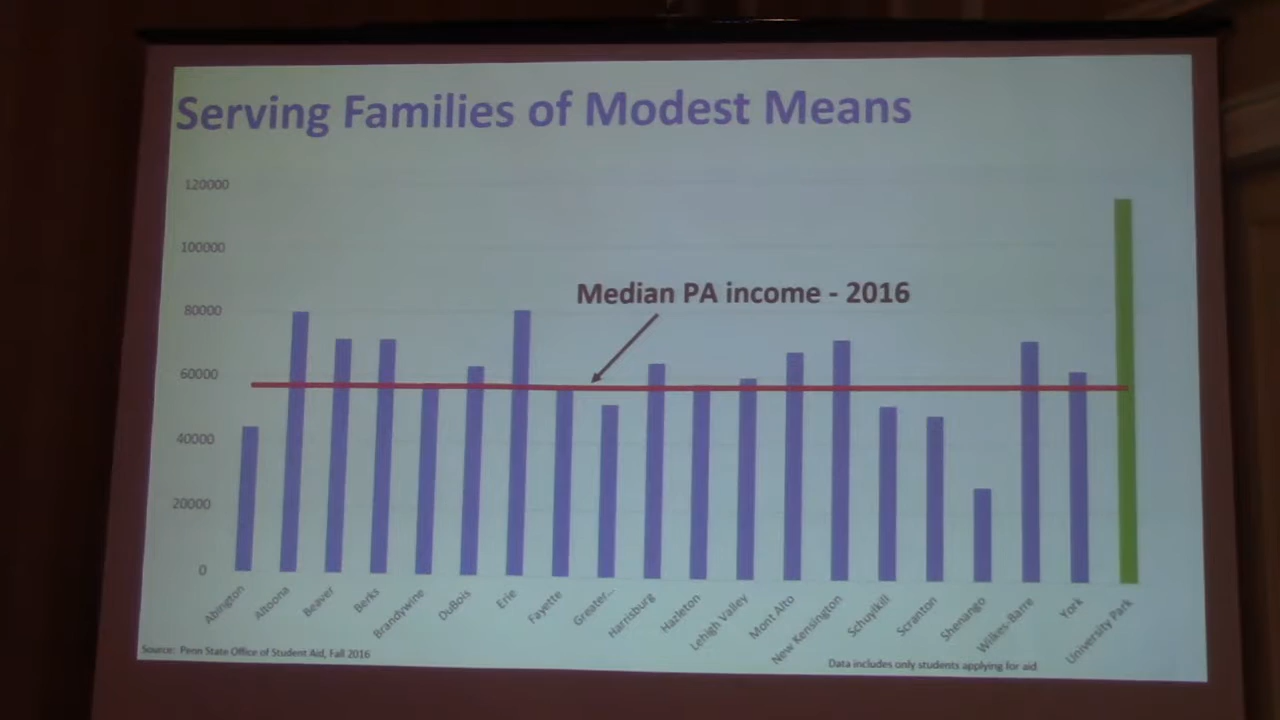 Serving Families of Modest Means
120000
100000
80000
60000
40000
20000
0
Median PA income - 2016
Abington
Altoona
Beaver
Berks
Brandywine
DuBois
Erie
Fayette
Greater...
Harrisburg
Hazleton
Lehigh Valley
Mont Alto
New Kensington
Schuylkill
Scranton
Shenango
Wilkes-Barre
York
University Park
Source: Penn State Office of Student Aid, Fall 2016
Data includes only students applying for aid